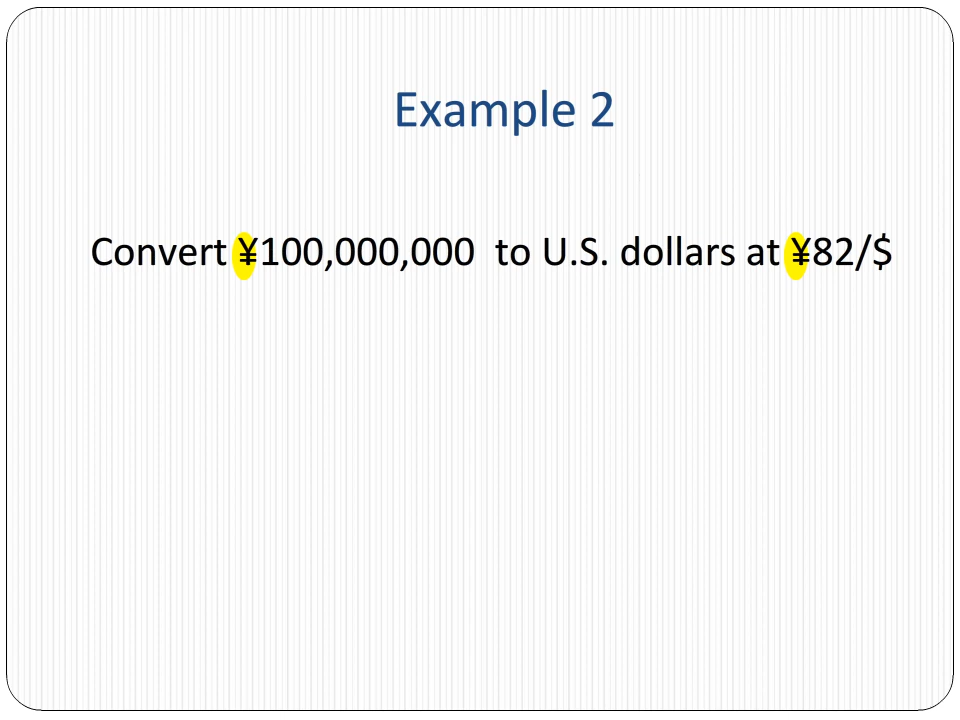 Example 2
Convert ¥100,000,000 to U.S. dollars at ¥82/$